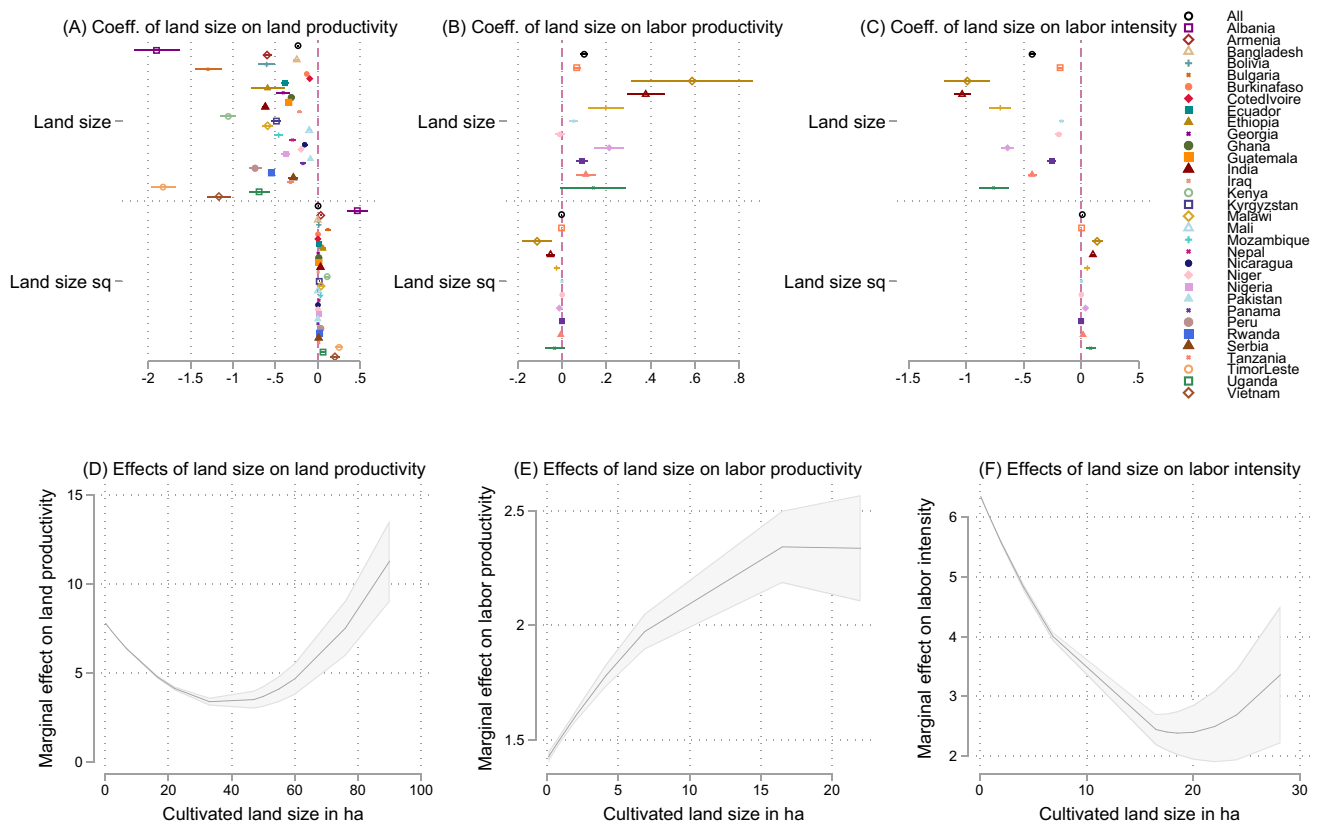 (A) Coeff. of land size on land productivity
Land size
Land size sq
-2 -1.5 -1 -.5 0 .5
(B) Coeff. of land size on labor productivity
Land size
Land size sq
-.2 0 .2 .4 .6 .8
(C) Coeff. of land size on labor intensity
Land size
Land size sq
-1.5 -1 -.5 0 .5
All
Albania
Armenia
Bangladesh
Bolivia
Bulgaria
Burkinafaso
CotedIvoire
Ecuador
Ethiopia
Georgia
Ghana
Guatemala
India
Iraq
Kenya
Kyrgyzstan
Malawi
Mali
Mozambique
Nepal
Nicaragua
Niger
Nigeria
Pakistan
Panama
Peru
Rwanda
Serbia
Tanzania
TimorLeste
Uganda
Vietnam
(D) Effects of land size on land productivity
Marginal effect on land productivity
15
10
5
0
0 20 40 60 80 100
Cultivated land size in ha
(E) Effects of land size on labor productivity
Marginal effect on labor productivity
2.5
2
1.5
0 5 10 15 20
Cultivated land size in ha
(F) Effects of land size on labor intensity
Marginal effect on labor intensity
6
5
4
3
2
0 10 20 30
Cultivated land size in ha